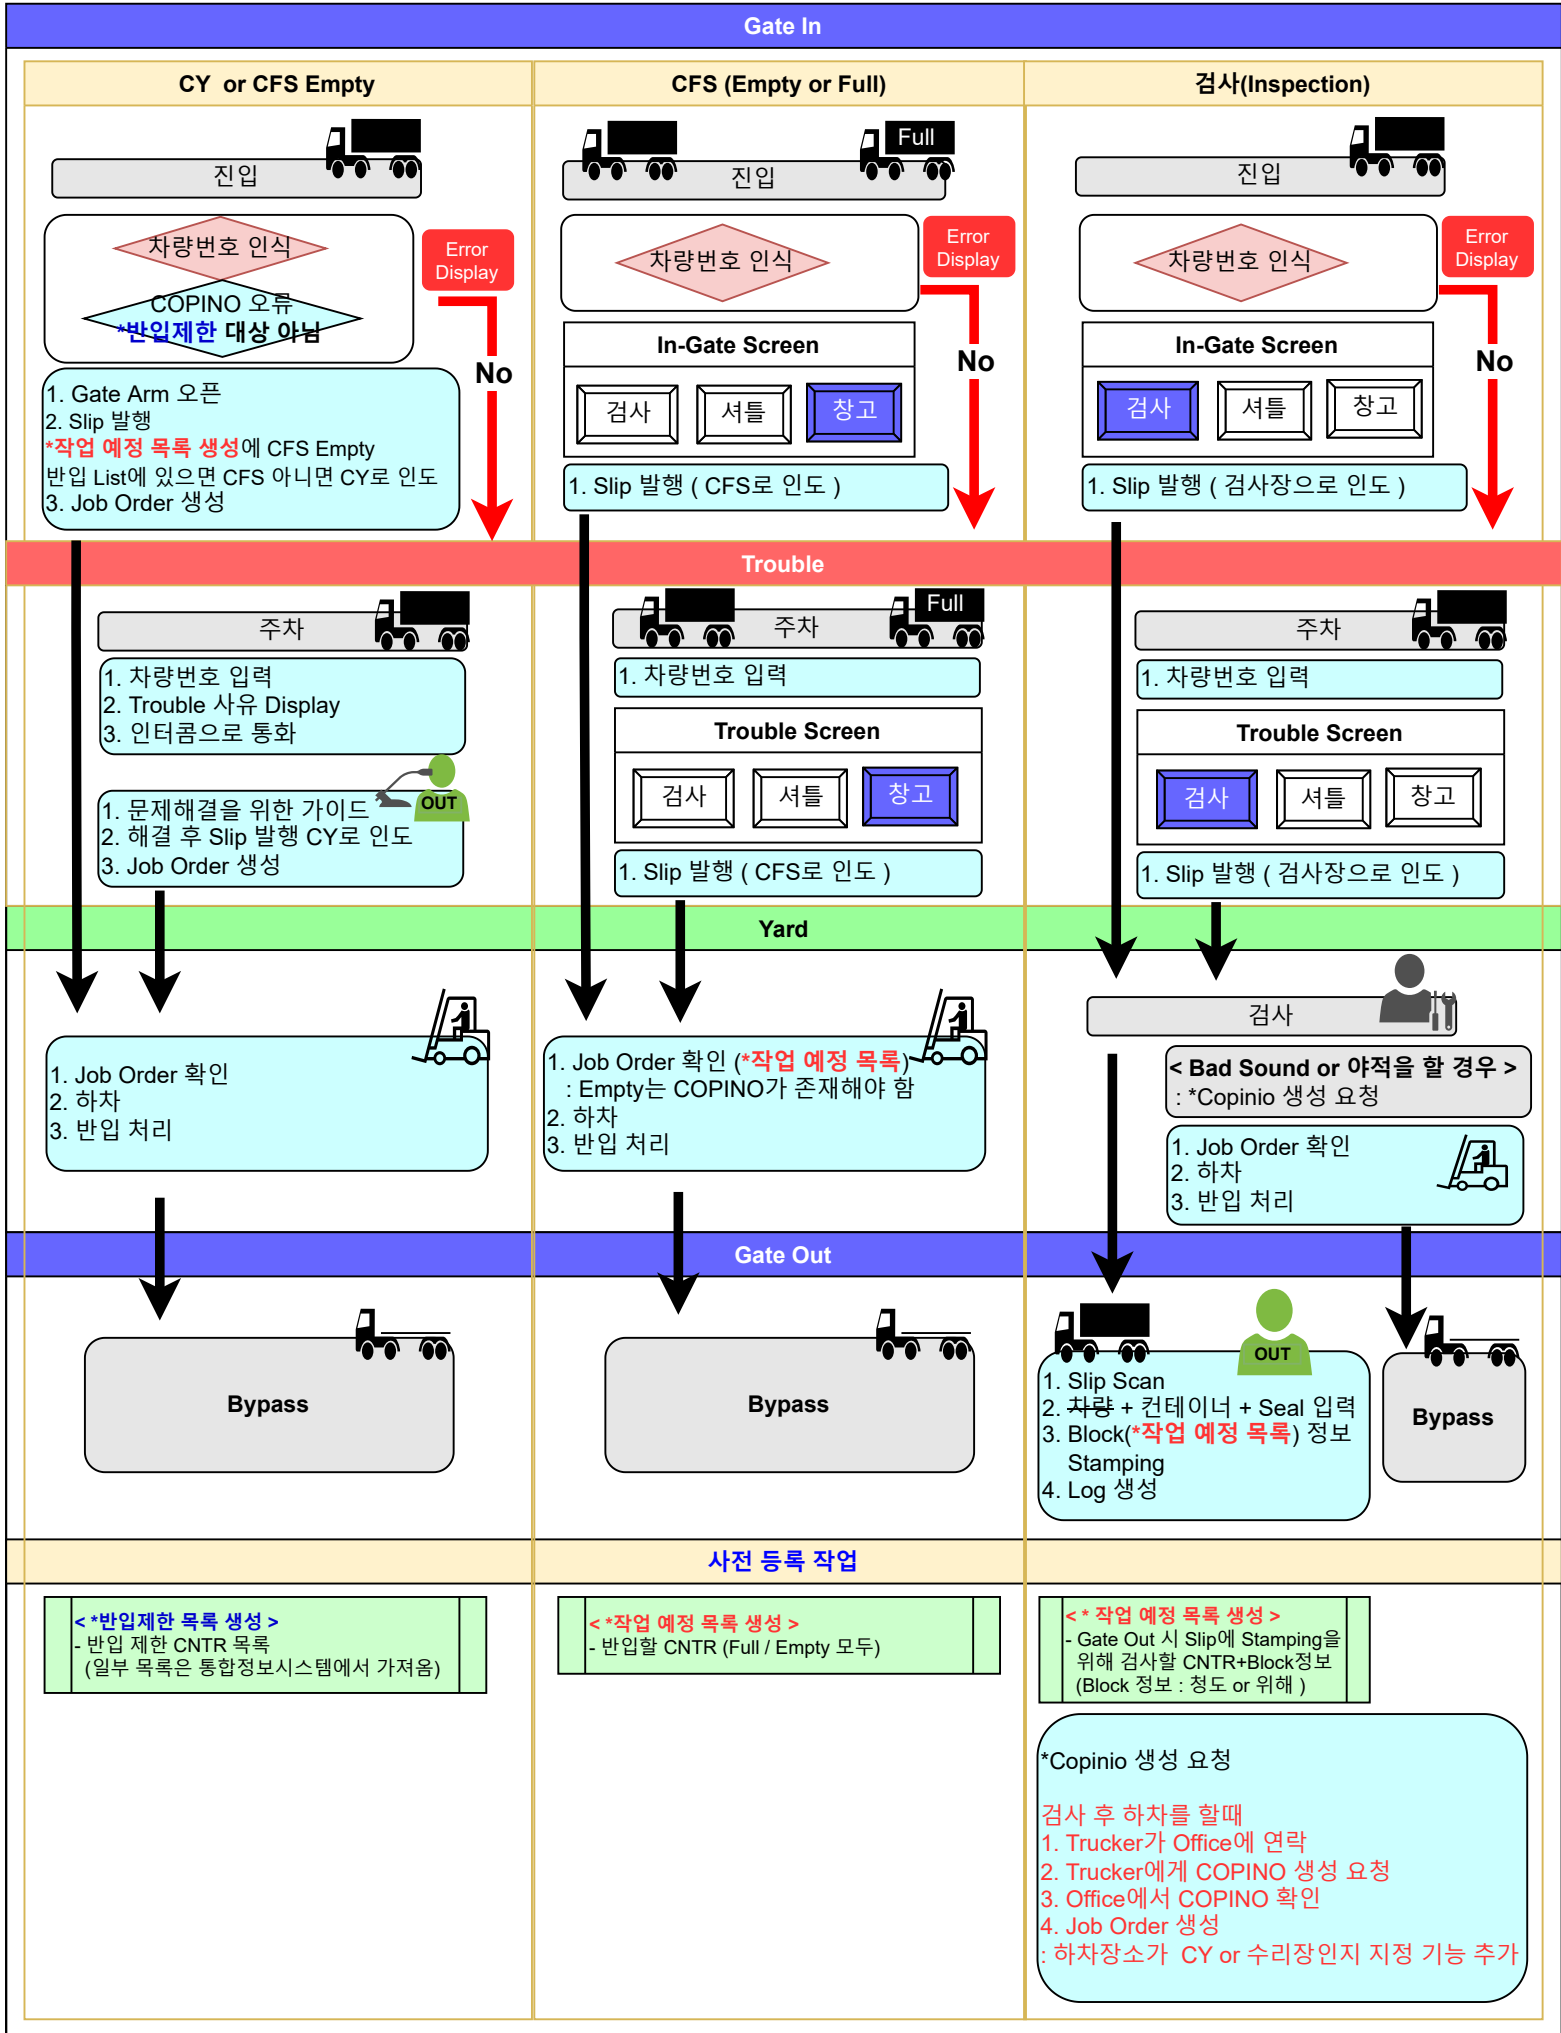 Gate In
CY or CFS Empty
CFS (Empty or Full)
검사(Inspection)
진입
Full
진입
진입
차량번호 인식
COPINO 오류
*반입제한 대상 아님
Error
Display
No
차량번호 인식
Error
Display
No
차량번호 인식
Error
Display
No
1. Gate Arm 오픈
2. Slip 발행
*작업 예정 목록 생성에 CFS Empty
반입 List에 있으면 CFS 아니면 CY로 인도
3. Job Order 생성
In-Gate Screen
검사
셔틀
창고
1. Slip 발행 ( CFS로 인도 )
In-Gate Screen
검사
셔틀
창고
1. Slip 발행 ( 검사장으로 인도 )
Trouble
주차
1. 차량번호 입력
2. Trouble 사유 Display
3. 인터콤으로 통화
OUT
1. 문제해결을 위한 가이드
2. 해결 후 Slip 발행 CY로 인도
3. Job Order 생성
Full
주차
1. 차량번호 입력
Trouble Screen
검사
셔틀
창고
1. Slip 발행 ( CFS로 인도 )
주차
1. 차량번호 입력
Trouble Screen
검사
셔틀
창고
1. Slip 발행 ( 검사장으로 인도 )
Yard
1. Job Order 확인
2. 하차
3. 반입 처리
1. Job Order 확인 (*작업 예정 목록)
: Empty는 COPINO가 존재해야 함
2. 하차
3. 반입 처리
검사
< Bad Sound or 야적을 할 경우 >
: *Copinio 생성 요청
1. Job Order 확인
2. 하차
3. 반입 처리
Gate Out
Bypass
Bypass
OUT
1. Slip Scan
2. 차량 + 컨테이너 + Seal 입력
3. Block(*작업 예정 목록) 정보
Stamping
4. Log 생성
Bypass
사전 등록 작업
< *반입제한 목록 생성 >
- 반입 제한 CNTR 목록
(일부 목록은 통합정보시스템에서 가져옴)
< *작업 예정 목록 생성 >
- 반입할 CNTR (Full / Empty 모두)
< * 작업 예정 목록 생성 >
- Gate Out 시 Slip에 Stamping을
위해 검사할 CNTR+Block정보
(Block 정보 : 청도 or 위해 )
*Copinio 생성 요청
검사 후 하차를 할때
1. Trucker가 Office에 연락
2. Trucker에게 COPINO 생성 요청
3. Office에서 COPINO 확인
4. Job Order 생성
: 하차장소가 CY or 수리장인지 지정 기능 추가